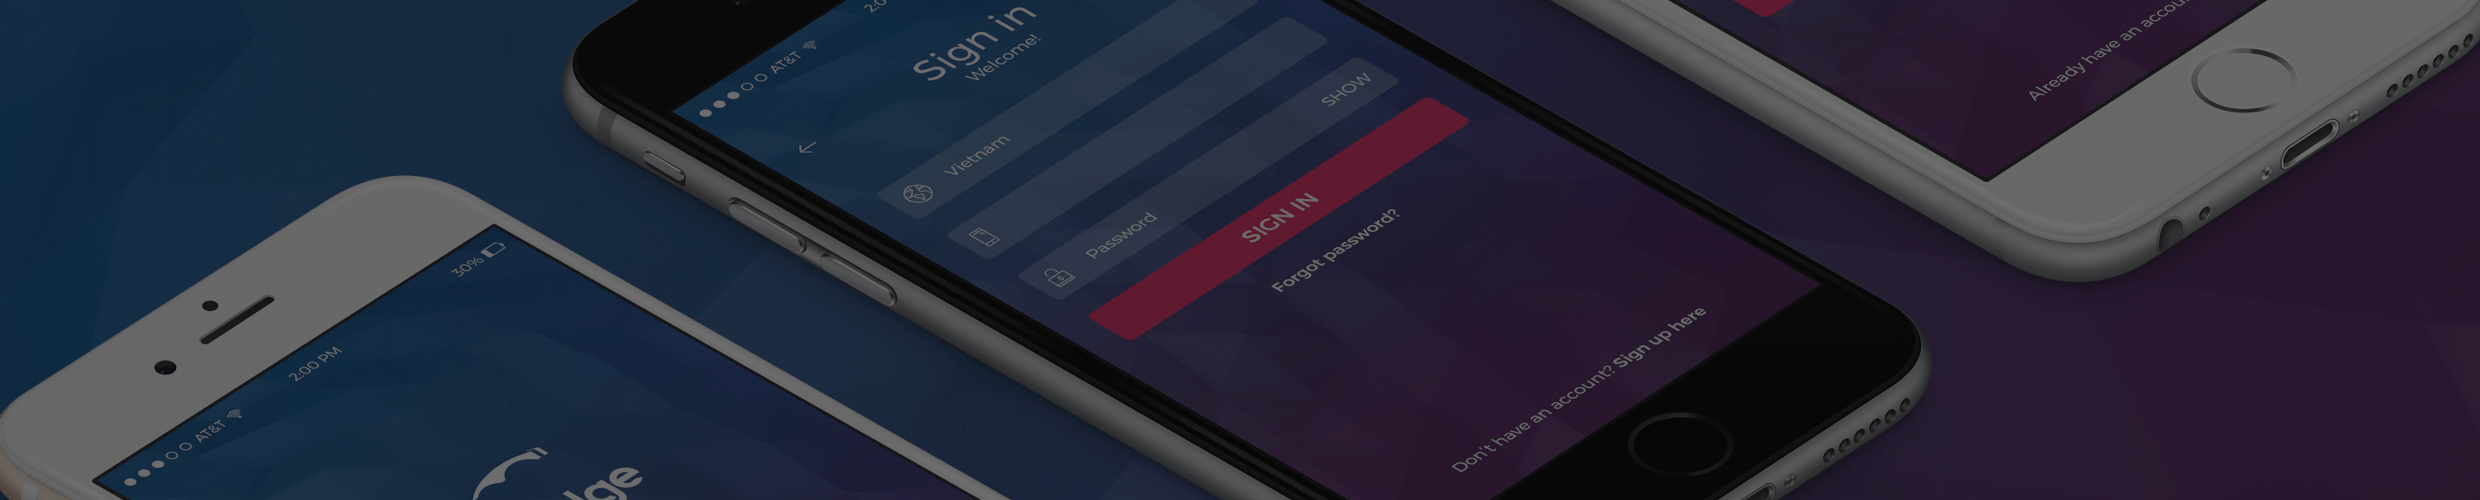 AT&T
2:0
Sign in
Welcome!
Vietnam
Password
SHOW
SIGN IN
Forgot password?
Don't have an account? Sign up here
Already have an accou
AT&T
2:00 PM
30%
dge